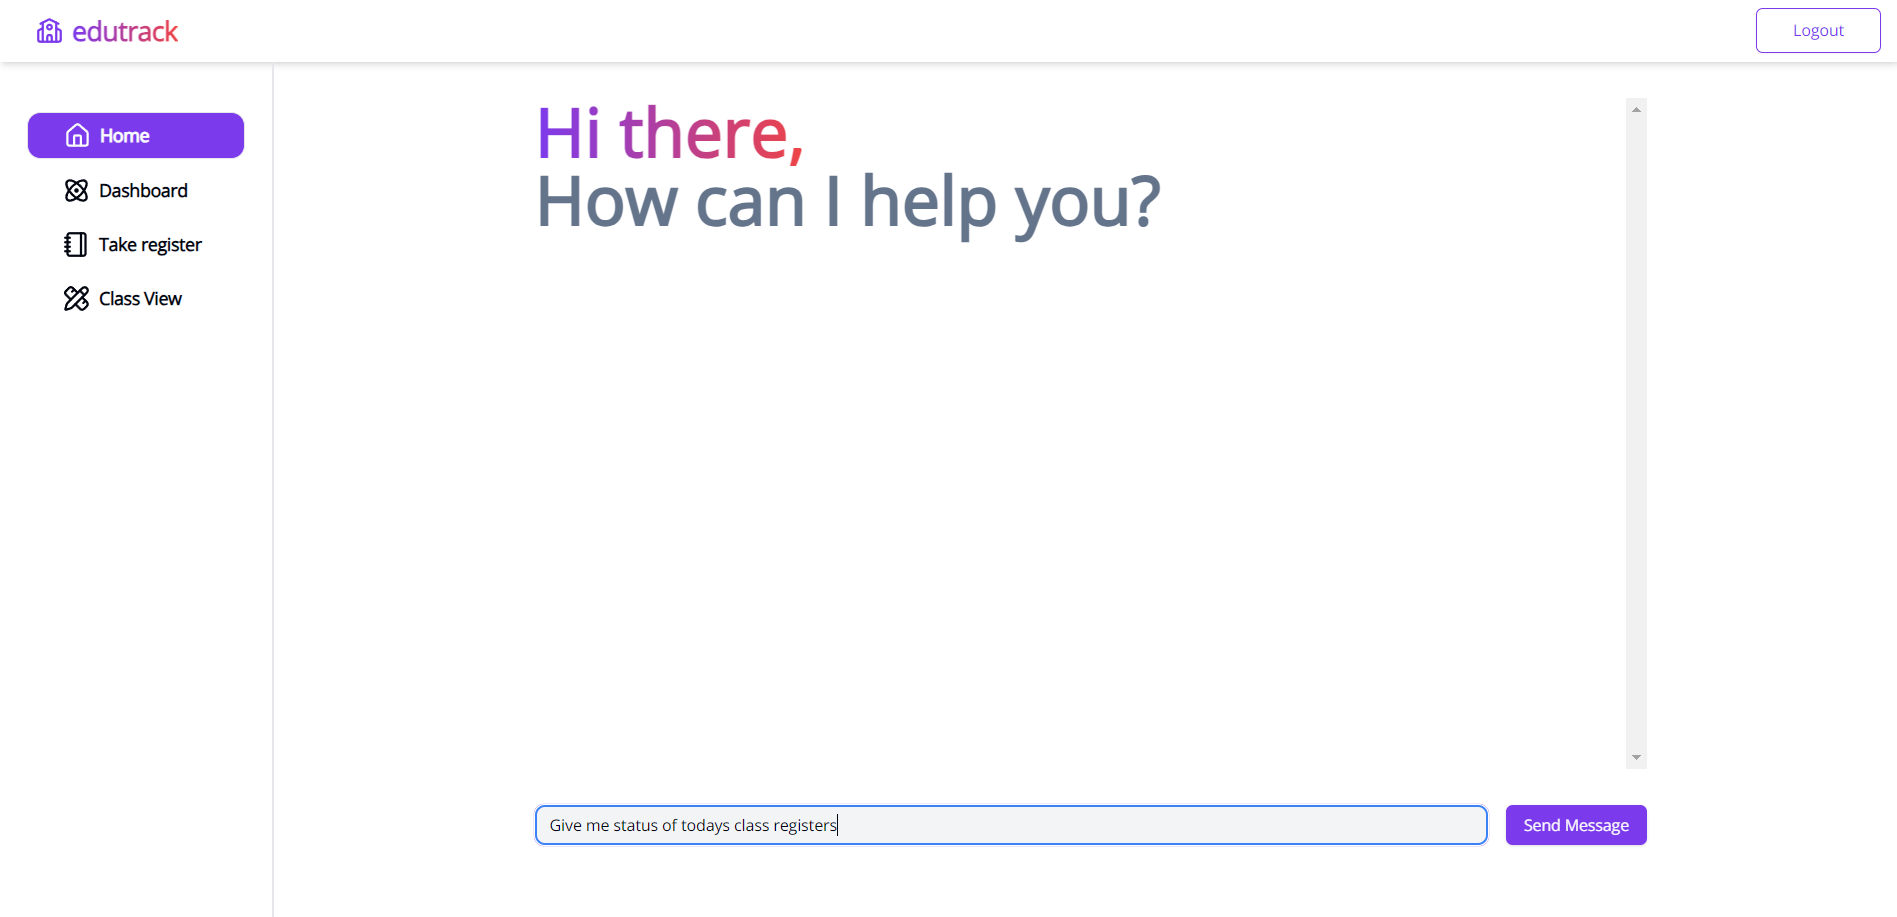 edutrack
Logout
Home
Dashboard
Take register
Class View
Hi there,
How can I help you?
Give me status of todays class registers
Send Message